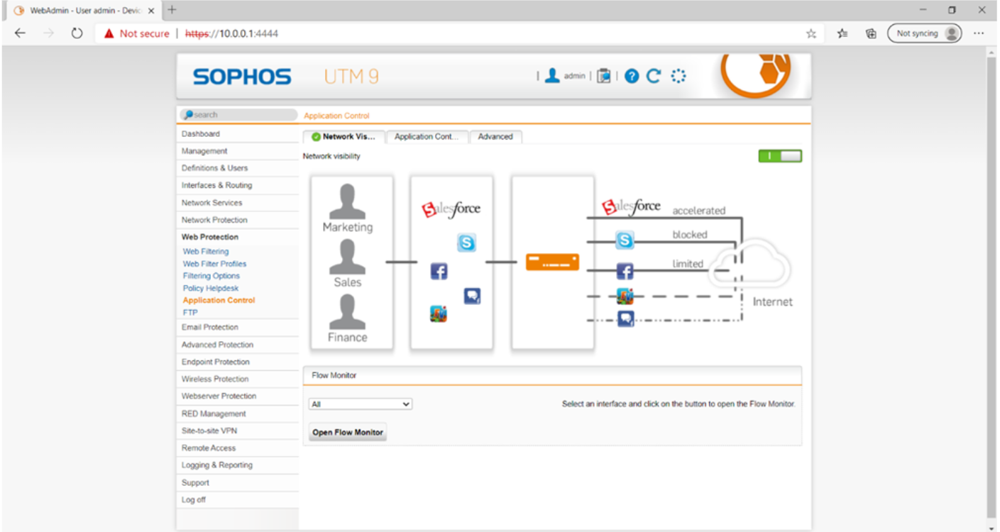 WebAdmin - User admin - Devic
Not secure | https://10.0.0.1:4444
Not syncing
SOPHOS UTM 9
| admin | |
search
Application Control
Dashboard
Management
Definitions & Users
Interfaces & Routing
Network Services
Network Protection
Web Protection
Web Filtering
Web Filter Profiles
Filtering Options
Policy Helpdesk
Application Control
FTP
Email Protection
Advanced Protection
Endpoint Protection
Wireless Protection
Webserver Protection
RED Management
Site-to-site VPN
Remote Access
Logging & Reporting
Support
Log off
Network Vis... Application Cont... Advanced
Network visibility
Marketing
Sales
Finance
Salesforce
Salesforce accelerated
blocked
limited
Internet
Flow Monitor
All
Select an interface and click on the button to open the Flow Monitor.
Open Flow Monitor